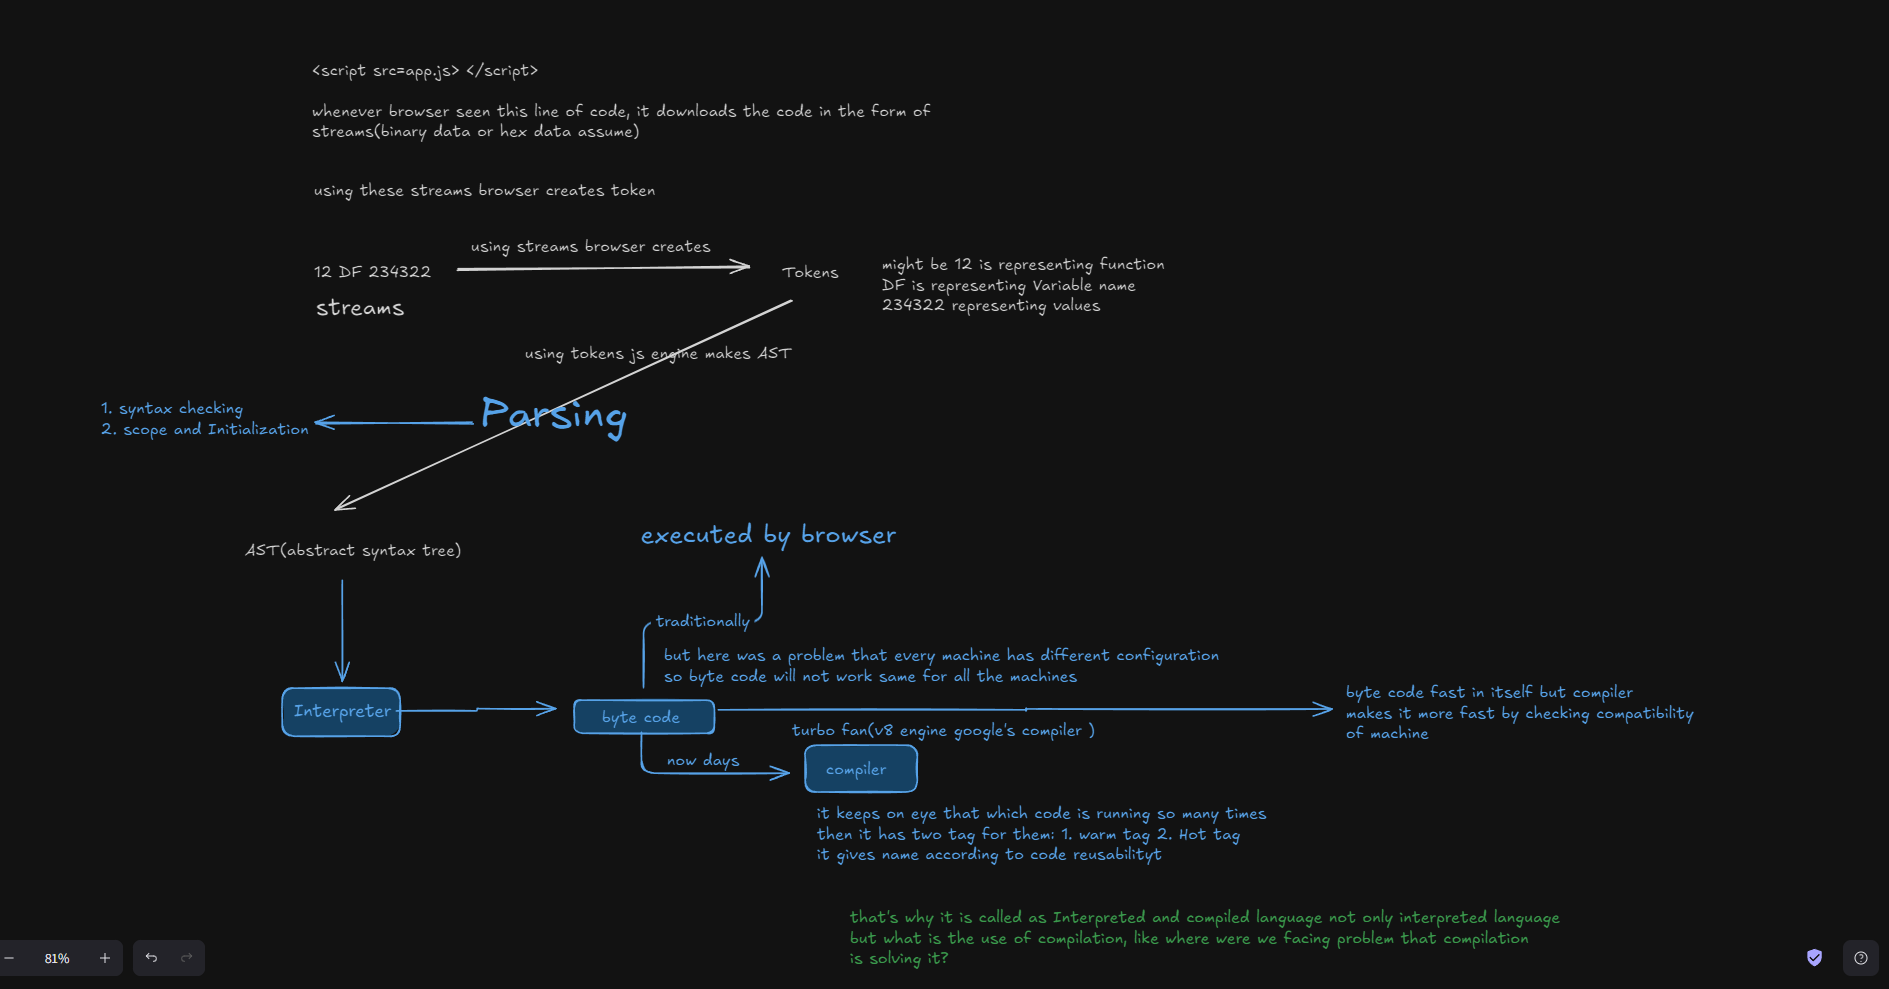 <script src=app.js> </script>
whenever browser seen this line of code, it downloads the code in the form of
streams(binary data or hex data assume)
using these streams browser creates token
using streams browser creates
12 DF 234322
streams
Tokens
might be 12 is representing function
DF is representing Variable name
234322 representing values
using tokens js engine makes AST
Parsing
1. syntax checking
2. scope and Initialization
AST(abstract syntax tree)
executed by browser
traditionally
but here was a problem that every machine has different configuration
so byte code will not work same for all the machines
Interpreter
byte code
byte code fast in itself but compiler
makes it more fast by checking compatibility
of machine
turbo fan(v8 engine google's compiler )
now days
compiler
it keeps on eye that which code is running so many times
then it has two tag for them: 1. warm tag 2. Hot tag
it gives name according to code reusabilityt
that's why it is called as Interpreted and compiled language not only interpreted language
but what is the use of compilation, like where were we facing problem that compilation
is solving it?
81%